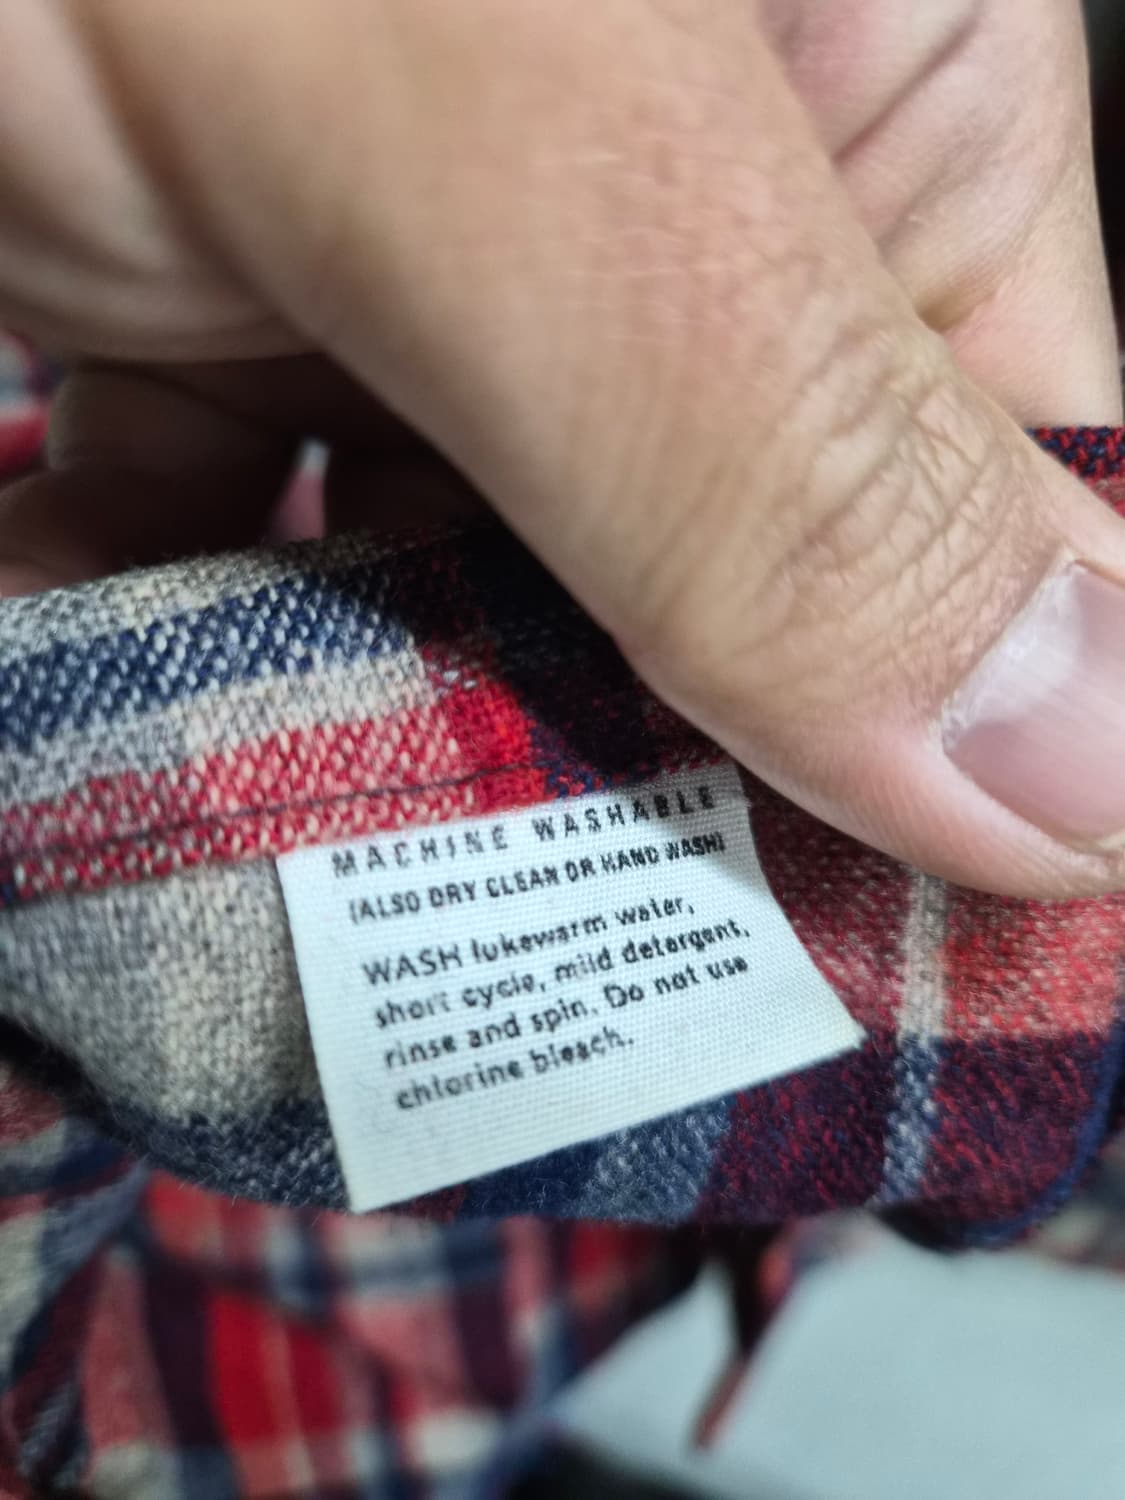 MACHINE WASHABLE
(ALSO DRY CLEAN OR HAND WASH)
WASH lukewarm water,
short cycle, mild detergent,
rinse and spin. Do not use
chlorine bleach.